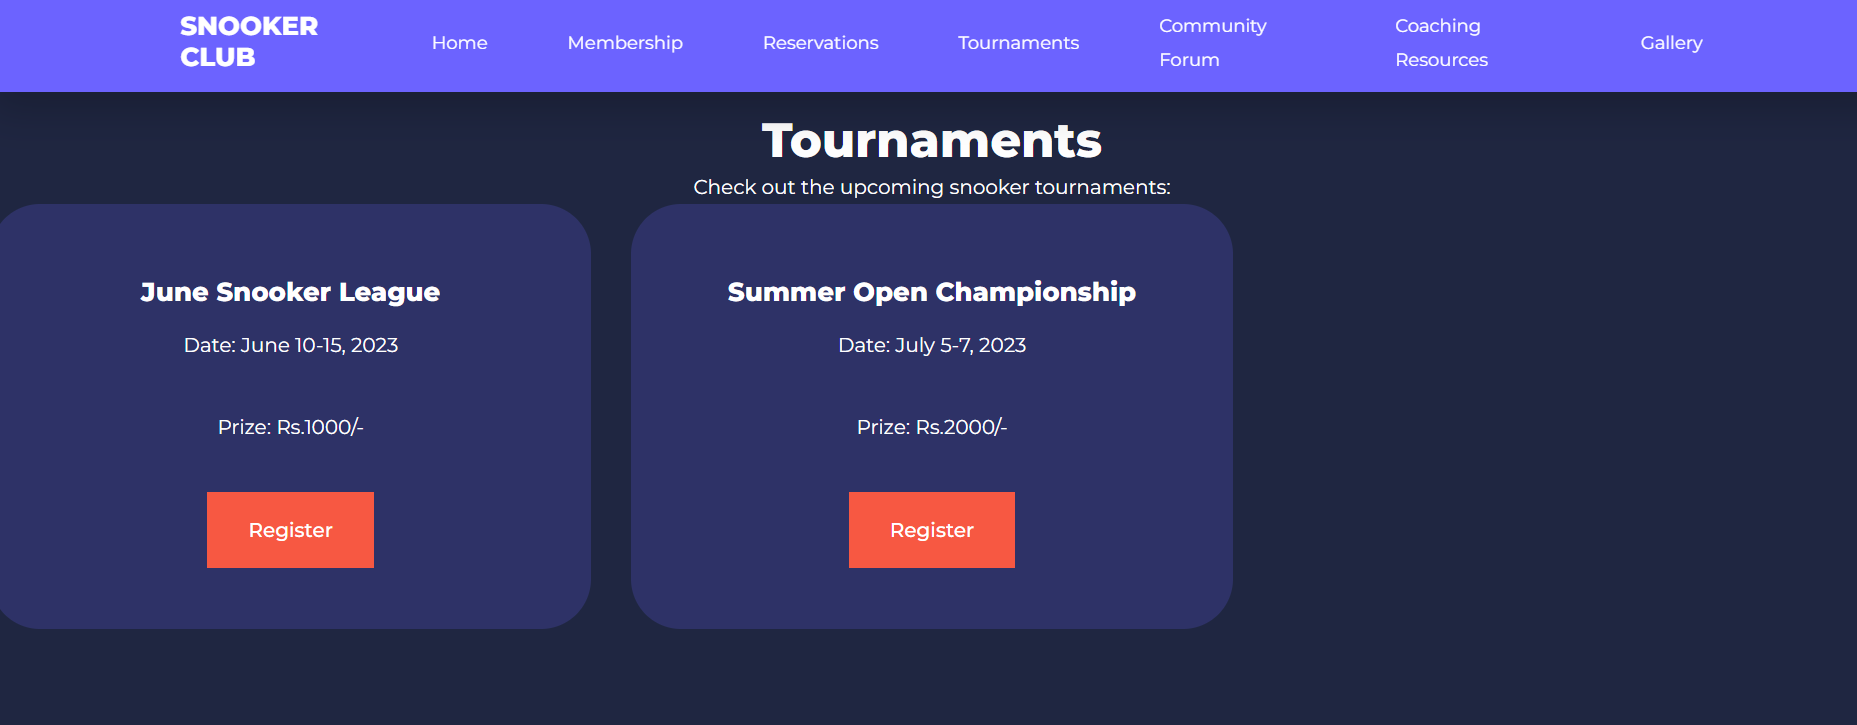 SNOOKER
CLUB
Home
Membership
Reservations
Tournaments
Community
Forum
Coaching
Resources
Gallery
Tournaments
Check out the upcoming snooker tournaments:
June Snooker League
Date: June 10-15, 2023
Prize: Rs.1000/-
Register
Summer Open Championship
Date: July 5-7, 2023
Prize: Rs.2000/-
Register